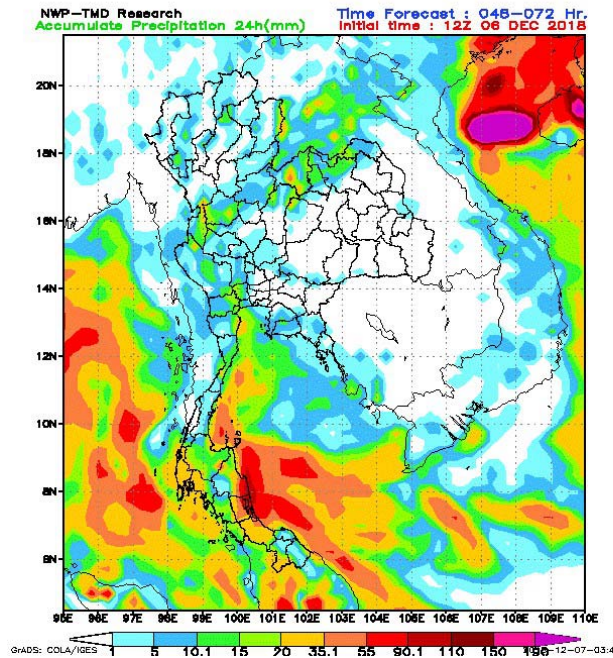 NWP-TMD Research
Time Forecast : 048-072 Hr.
Accumulate Precipitation 24h(mm)
Initial time : 12Z 06 DEC 2018
20N
18N
16N
14N
12N
10N
8N
6N
95E 96E 97E 98E 99E 100E 101E 102E 103E 104E 105E 106E 107E 108E 109E 110E
GrADS: COLA/IGES
1 5 10.1 15 20 35.1 55 90.1 110 150